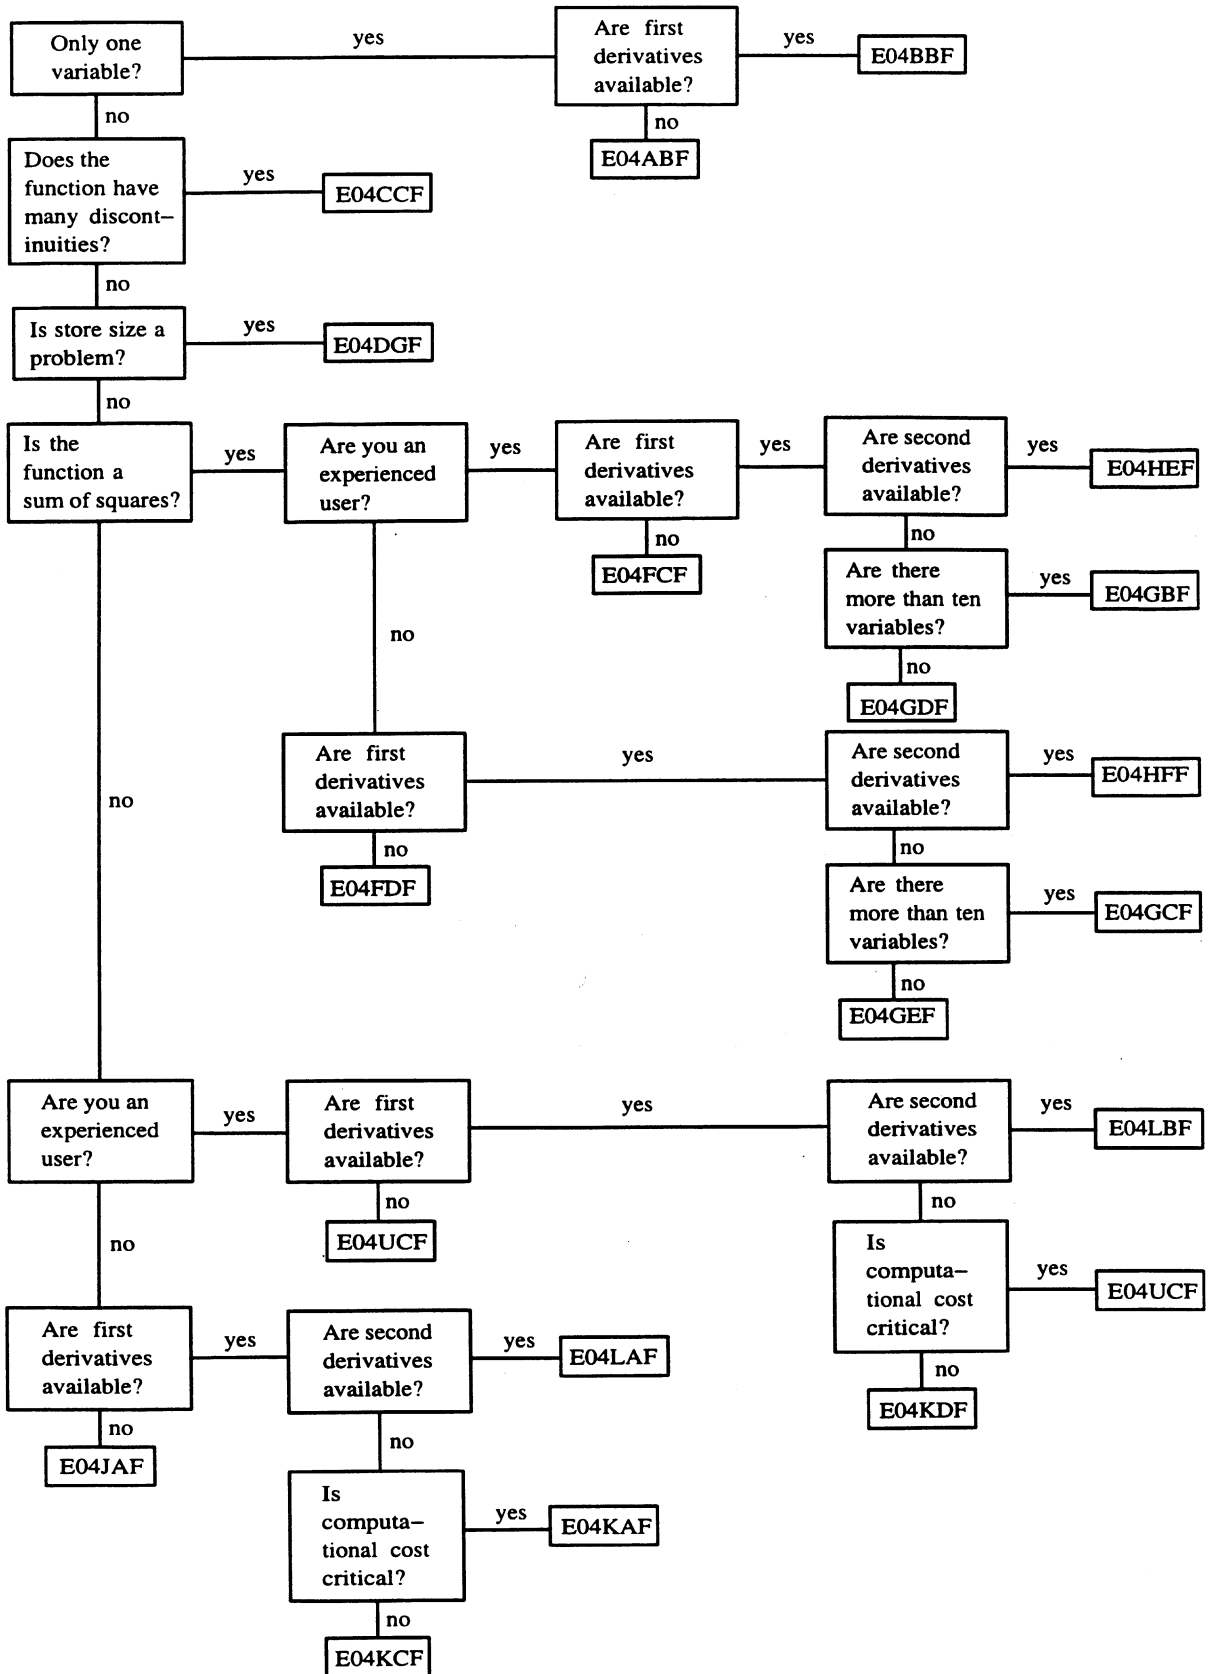 Only one
variable?
yes
Are first
derivatives
available?
yes
E04BBF
no
E04ABF
no
Does the
function have
many discont–
inuities?
yes
E04CCF
no
Is store size a
problem?
yes
E04DGF
no
Is the
function a
sum of squares?
yes
Are you an
experienced
user?
yes
Are first
derivatives
available?
yes
Are second
derivatives
available?
yes
E04HEF
no
E04FCF
no
Are there
more than ten
variables?
yes
E04GBF
no
E04GDF
no
Are first
derivatives
available?
yes
Are second
derivatives
available?
yes
E04HFF
no
E04FDF
no
Are there
more than ten
variables?
yes
E04GCF
no
E04GEF
no
Are you an
experienced
user?
yes
Are first
derivatives
available?
yes
Are second
derivatives
available?
yes
E04LBF
no
E04UCF
no
Is
computa–
tional cost
critical?
yes
E04UCF
no
E04KDF
no
Are first
derivatives
available?
yes
Are second
derivatives
available?
yes
E04LAF
no
E04JAF
no
Is
computa–
tional cost
critical?
yes
E04KAF
no
E04KCF